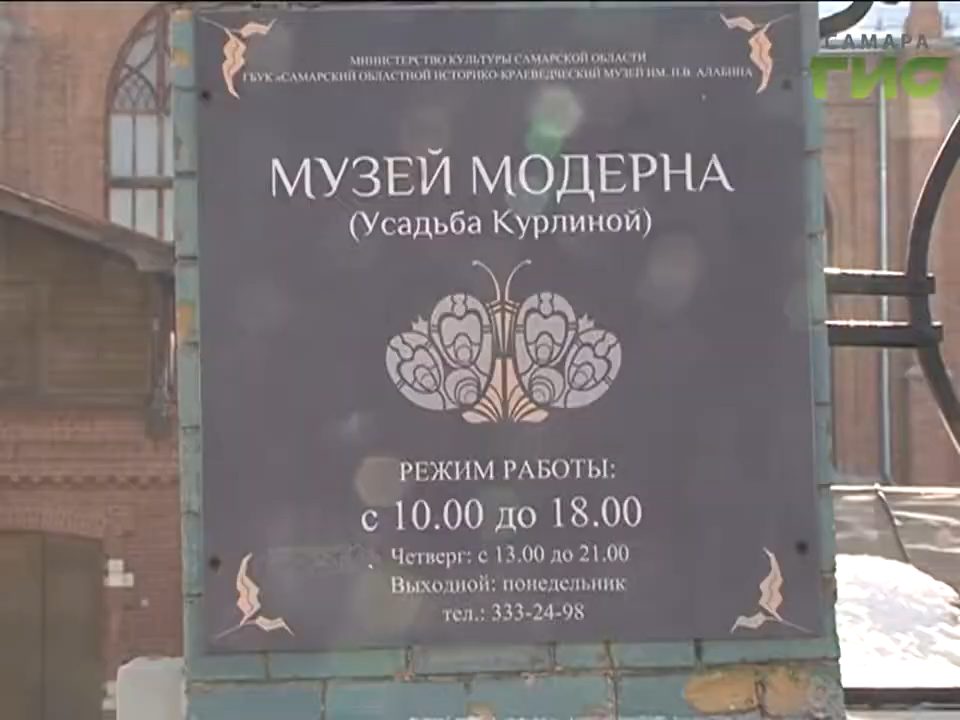 МИНИСТЕРСТВО КУЛЬТУРЫ САМАРСКОЙ ОБЛАСТИ
ГБУК «САМАРСКИЙ ОБЛАСТНОЙ ИСТОРИКО-КРАЕВЕДЧЕСКИЙ МУЗЕЙ ИМ. П.В. АЛАБИНА
САМАРА
ГИС
МУЗЕЙ МОДЕРНА
(Усадьба Курлиной)
РЕЖИМ РАБОТЫ:
с 10.00 до 18.00
Четверг: с 13.00 до 21.00
Выходной: понедельник
тел.: 333-24-98